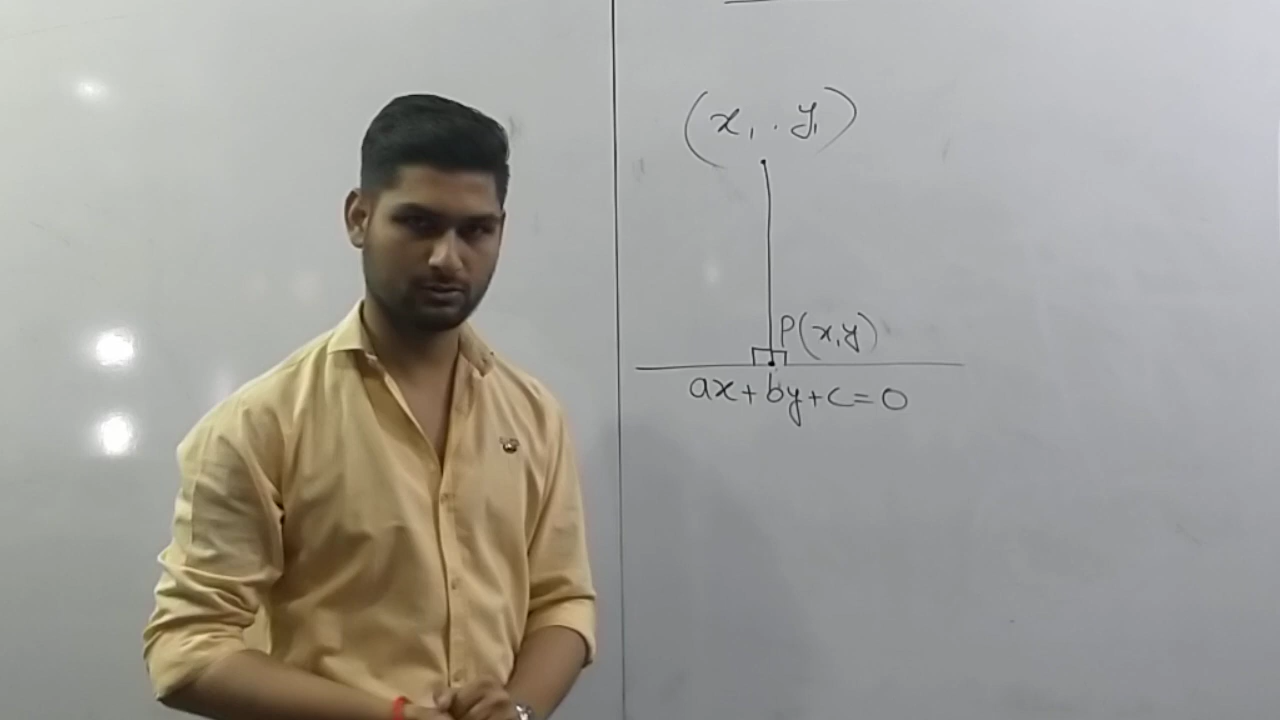 (x₁ . y₁)
P(x,y)
ax+by+c=0